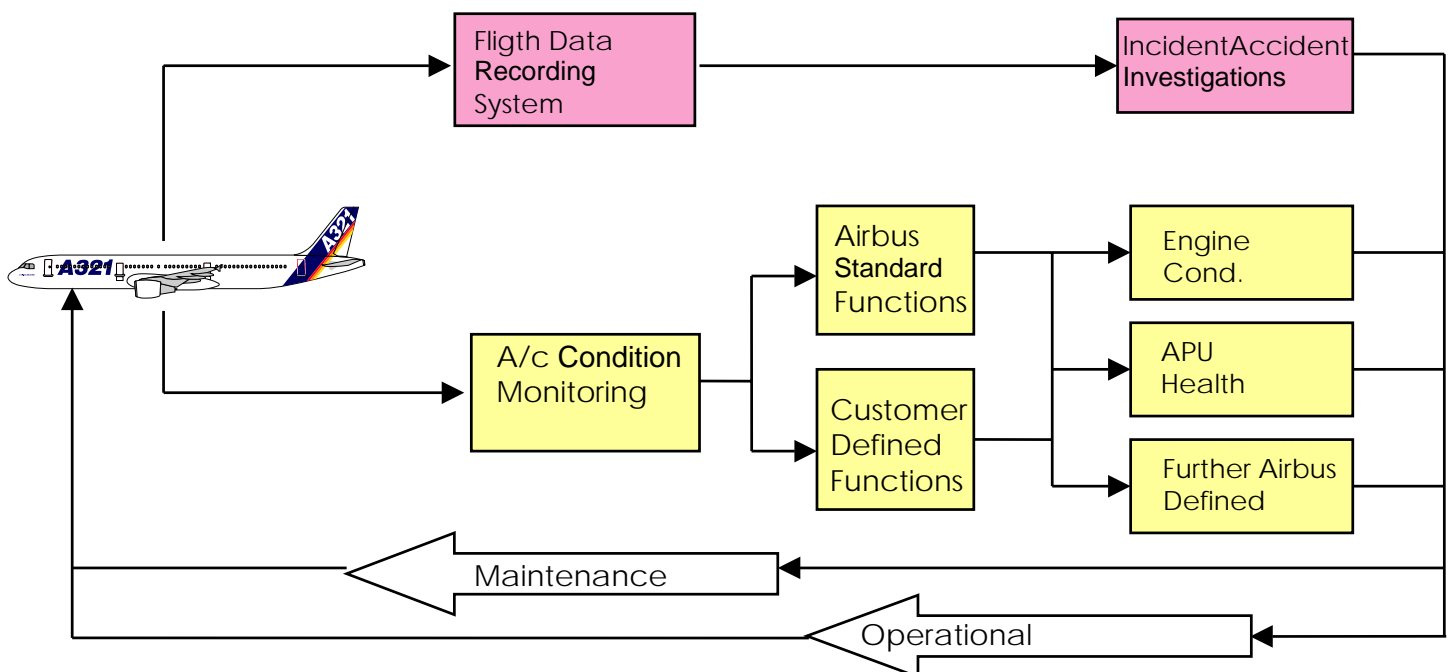 Fligth Data
Recording
System
IncidentAccident
Investigations
A321
A321
Airbus
Standard
Functions
Engine
Cond.
A/c Condition
Monitoring
APU
Health
Customer
Defined
Functions
Further Airbus
Defined
Maintenance
Operational